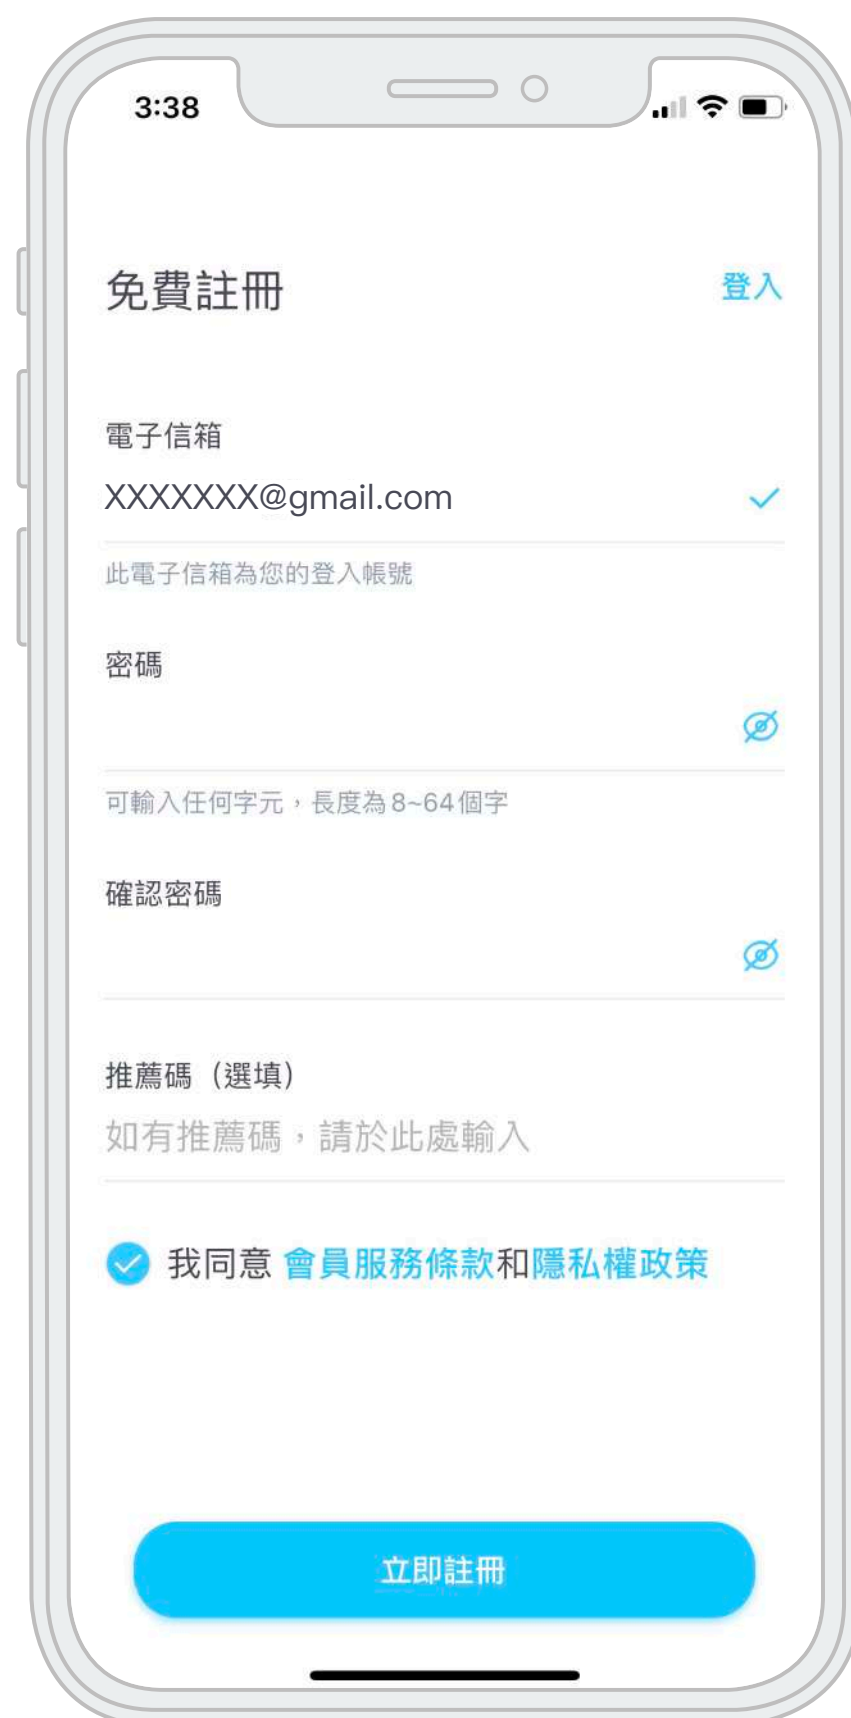 3:38
免費註冊
登入
電子信箱
XXXXXXX@gmail.com
此電子信箱為您的登入帳號
密碼
可輸入任何字元，長度為8~64個字
確認密碼
推薦碼（選填）
如有推薦碼，請於此處輸入
我同意 會員服務條款和隱私權政策
立即註冊